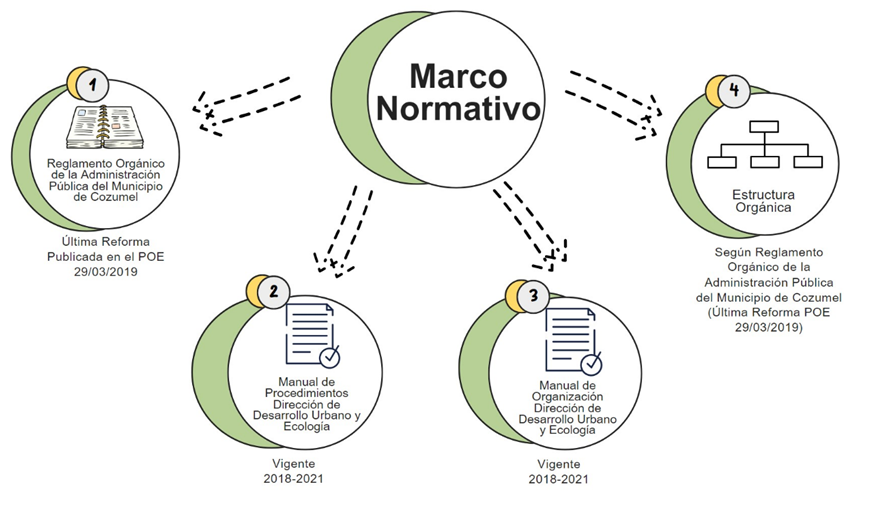 Marco
Normativo
1
Reglamento Orgánico
de la Administración
Pública del Municipio
de Cozumel
Última Reforma
Publicada en el POE
29/03/2019
2
Manual de
Procedimientos
Dirección de
Desarrollo Urbano y
Ecología
Vigente
2018-2021
3
Manual de
Organización
Dirección de
Desarrollo Urbano
y Ecología
Vigente
2018-2021
4
Estructura
Orgánica
Según Reglamento
Orgánico de la
Administración Pública
del Municipio de Cozumel
(Última Reforma POE
29/03/2019)